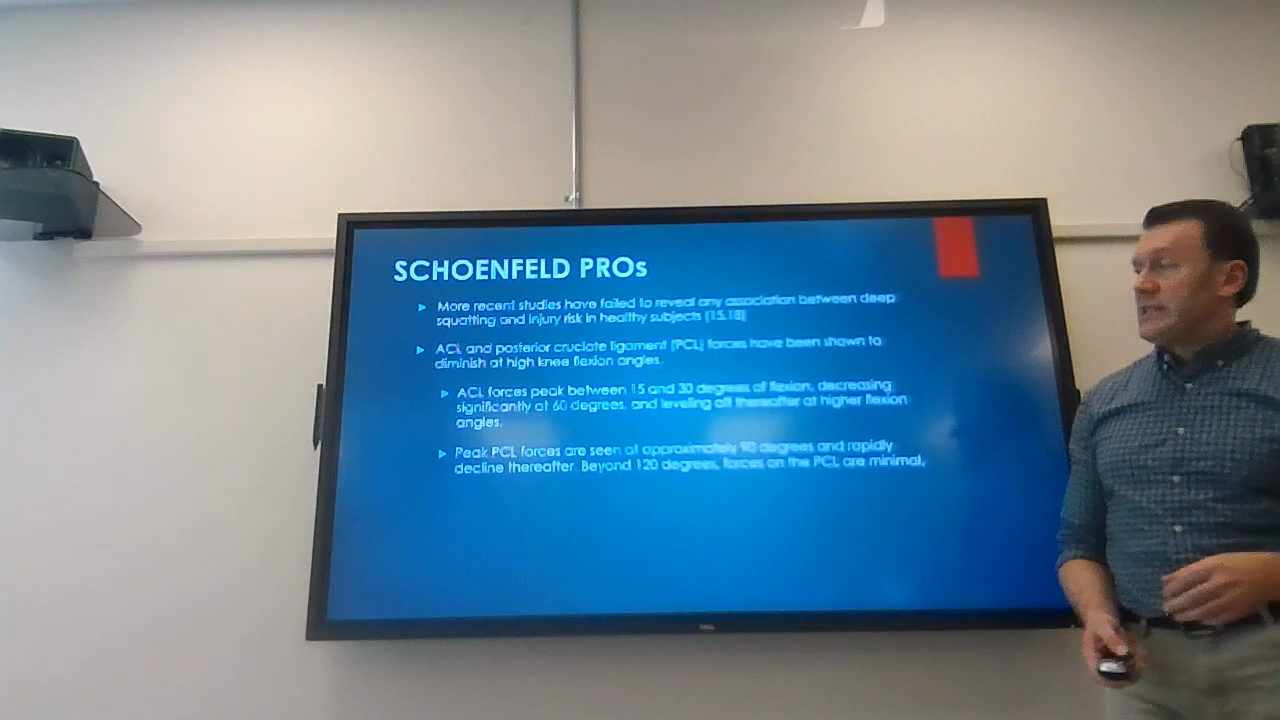 SCHOENFELD PROs
More recent studies have failed to reveal any association between deep
squatting and injury risk in healthy subjects (15,18)
ACL and posterior cruciate ligament (PCL) forces have been shown to
diminish at high knee flexion angles.
ACL forces peak between 15 and 30 degrees of flexion, decreasing
significantly at 60 degrees, and leveling off thereafter at higher flexion
angles.
Peak PCL forces are seen at approximately 90 degrees and rapidly
decline thereafter. Beyond 120 degrees, forces on the PCL are minimal,
DELL